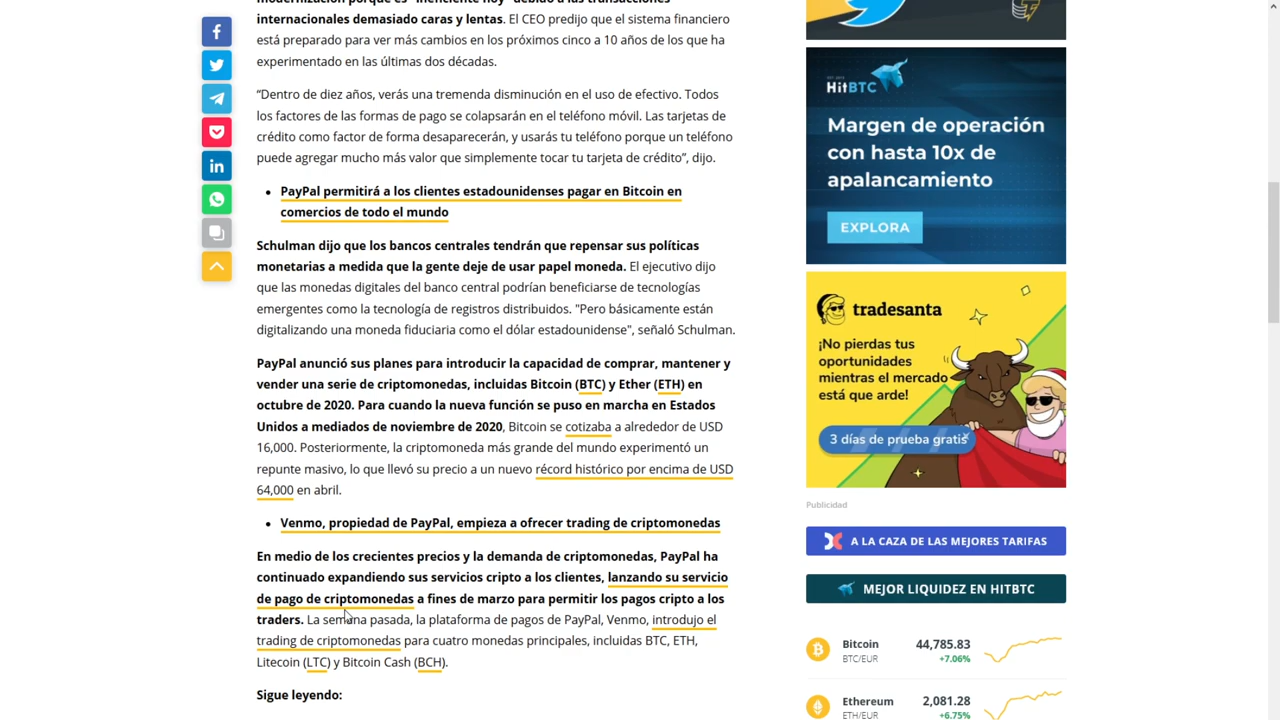 internacionales demasiado caras y lentas. El CEO predijo que el sistema financiero
está preparado para ver más cambios en los próximos cinco a 10 años de los que ha
experimentado en las últimas dos décadas.
“Dentro de diez años, verás una tremenda disminución en el uso de efectivo. Todos
los factores de las formas de pago se colapsarán en el teléfono móvil. Las tarjetas de
crédito como factor de forma desaparecerán, y usarás tu teléfono porque un teléfono
puede agregar mucho más valor que simplemente tocar tu tarjeta de crédito”, dijo.
PayPal permitirá a los clientes estadounidenses pagar en Bitcoin en
comercios de todo el mundo
Schulman dijo que los bancos centrales tendrán que repensar sus políticas
monetarias a medida que la gente deje de usar papel moneda. El ejecutivo dijo
que las monedas digitales del banco central podrían beneficiarse de tecnologías
emergentes como la tecnología de registros distribuidos. "Pero básicamente están
digitalizando una moneda fiduciaria como el dólar estadounidense", señaló Schulman.
PayPal anunció sus planes para introducir la capacidad de comprar, mantener y
vender una serie de criptomonedas, incluidas Bitcoin (BTC) y Ether (ETH) en
octubre de 2020. Para cuando la nueva función se puso en marcha en Estados
Unidos a mediados de noviembre de 2020, Bitcoin se cotizaba a alrededor de USD
16,000. Posteriormente, la criptomoneda más grande del mundo experimentó un
repunte masivo, lo que llevó su precio a un nuevo récord histórico por encima de USD
64,000 en abril.
Venmo, propiedad de PayPal, empieza a ofrecer trading de criptomonedas
En medio de los crecientes precios y la demanda de criptomonedas, PayPal ha
continuado expandiendo sus servicios cripto a los clientes, lanzando su servicio
de pago de criptomonedas a fines de marzo para permitir los pagos cripto a los
traders. La semana pasada, la plataforma de pagos de PayPal, Venmo, introdujo el
trading de criptomonedas para cuatro monedas principales, incluidas BTC, ETH,
Litecoin (LTC) y Bitcoin Cash (BCH).
Sigue leyendo:
HitBTC
Margen de operación
con hasta 10x de
apalancamiento
EXPLORA
tradesanta
¡No pierdas tus
oportunidades
mientras el mercado
está que arde!
3 días de prueba gratis
Publicidad
A LA CAZA DE LAS MEJORES TARIFAS
MEJOR LIQUIDEZ EN HITBTC
Bitcoin 44,785.83
BTC/EUR +7.06%
Ethereum 2,081.28
ETH/EUR +6.75%